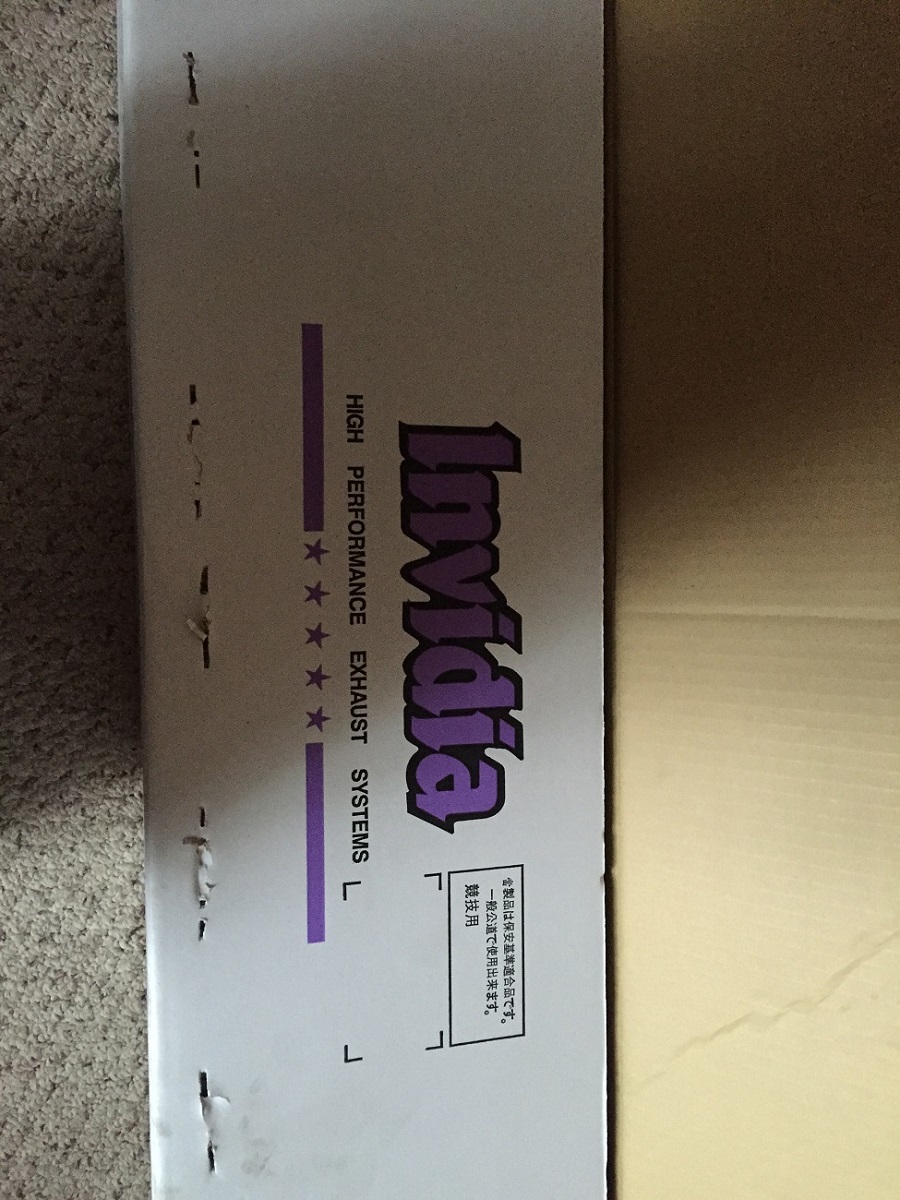 Invidia
HIGH PERFORMANCE EXHAUST SYSTEMS
製品は保安基準適合品です。
一般公道で使用出来ます。
競技用